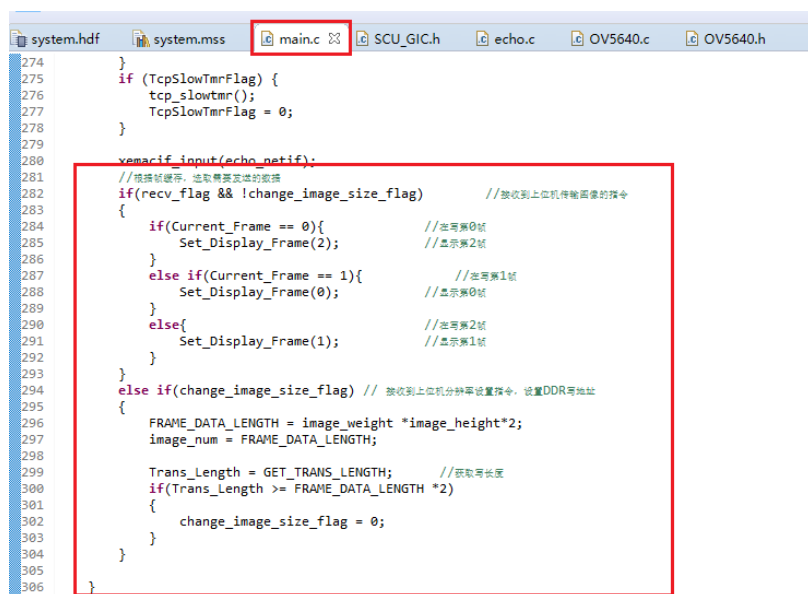 system.hdf system.mss main.c SCU_GIC.h echo.c OV5640.c OV5640.h
274 }
275 if (TcpSlowTmrFlag) {
276 tcp_slowtmr();
277 TcpSlowTmrFlag = 0;
278 }
279
280 xemacif_input(echo_netif);
281 //根据帧缓存,选取需要发送的数据
282 if(recv_flag && !change_image_size_flag) //接收到上位机传输图像的指令
283 {
284 if(Current_Frame == 0){ //在写第0帧
285 Set_Display_Frame(2); //显示第2帧
286 }
287 else if(Current_Frame == 1){ //在写第1帧
288 Set_Display_Frame(0); //显示第0帧
289 }
290 else{ //在写第2帧
291 Set_Display_Frame(1); //显示第1帧
292 }
293 }
294 else if(change_image_size_flag) // 接收到上位机分辨率设置指令,设置DDR写地址
295 {
296 FRAME_DATA_LENGTH = image_weight *image_height*2;
297 image_num = FRAME_DATA_LENGTH;
298
299 Trans_Length = GET_TRANS_LENGTH; //获取写长度
300 if(Trans_Length >= FRAME_DATA_LENGTH *2)
301 {
302 change_image_size_flag = 0;
303 }
304 }
305
306 }